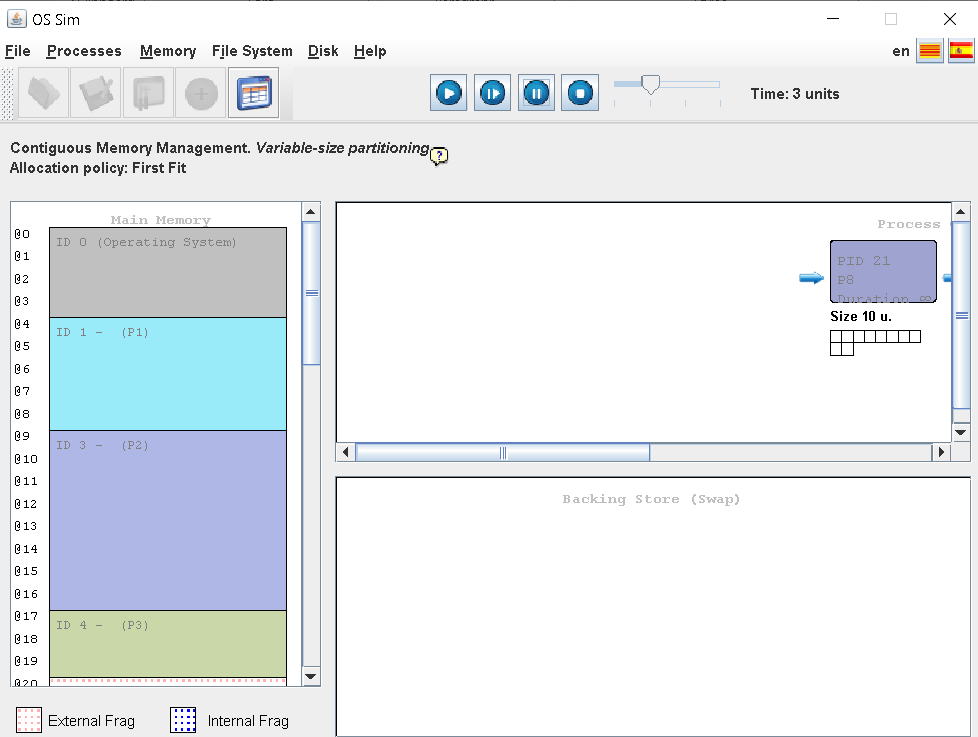 OS Sim
File Processes Memory File System Disk Help en
Time: 3 units
Contiguous Memory Management. Variable-size partitioning ?
Allocation policy: First Fit
Main Memory
@0
ID 0 (Operating System)
@1
@2
@3
@4
ID 1 - (P1)
@5
@6
@7
@8
@9
ID 3 - (P2)
@10
@11
@12
@13
@14
@15
@16
@17
ID 4 - (P3)
@18
@19
@20
External Frag Internal Frag
Process
PID 21
P8
Duration ∞
Size 10 u.
Backing Store (Swap)